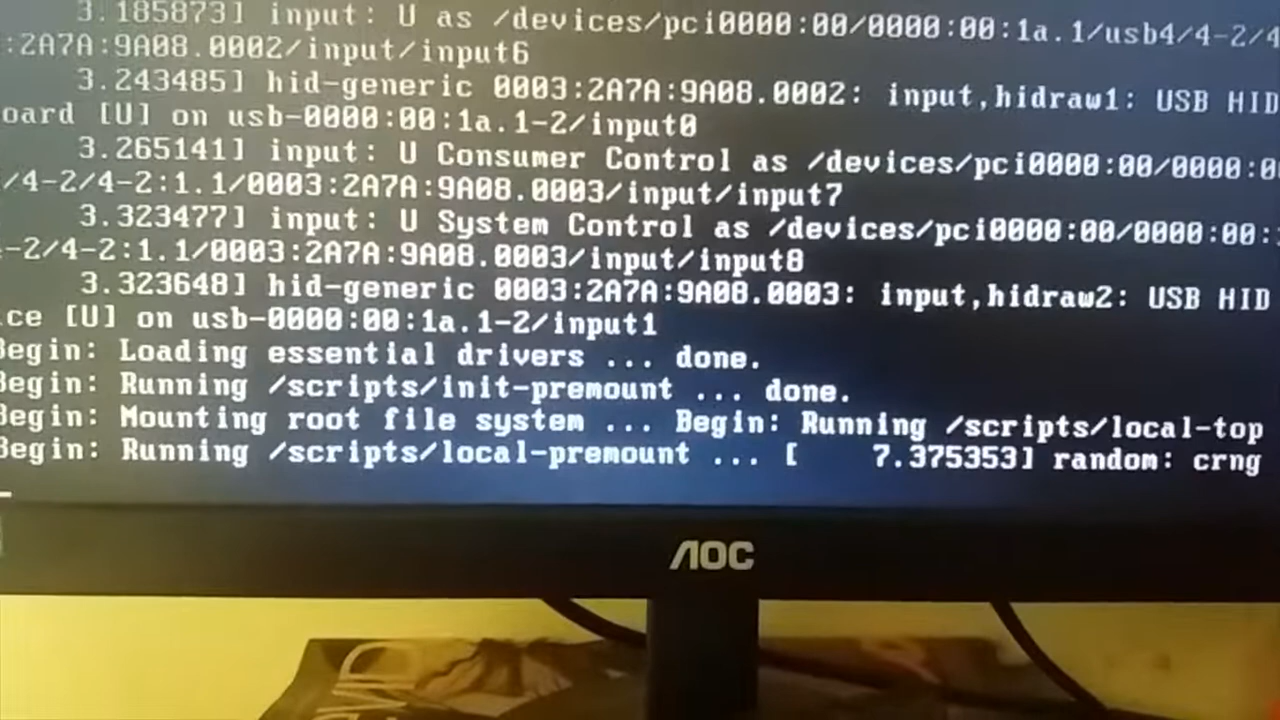 3.185873] input: U as /devices/pci0000:00/0000:00:1a.1/usb4/4-2/4
:2A7A:9A08.0002/input/input6
3.243485] hid-generic 0003:2A7A:9A08.0002: input,hidraw1: USB HID
oard [U] on usb-0000:00:1a.1-2/input0
3.265141] input: U Consumer Control as /devices/pci0000:00/0000:0
/4-2/4-2:1.1/0003:2A7A:9A08.0003/input/input7
3.323477] input: U System Control as /devices/pci0000:00/0000:00:
-2/4-2:1.1/0003:2A7A:9A08.0003/input/input8
3.323648] hid-generic 0003:2A7A:9A08.0003: input,hidraw2: USB HID
ice [U] on usb-0000:00:1a.1-2/input1
Begin: Loading essential drivers ... done.
Begin: Running /scripts/init-premount ... done.
Begin: Mounting root file system ... Begin: Running /scripts/local-top
Begin: Running /scripts/local-premount ... [ 7.375353] random: crng
AOC